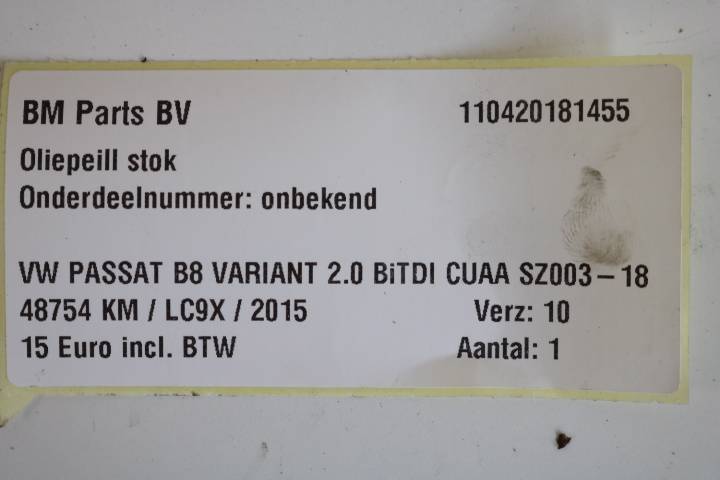 BM Parts BV 110420181455
Oliepeill stok
Onderdeelnummer: onbekend
VW PASSAT B8 VARIANT 2.0 BiTDI CUAA SZ003-18
48754 KM / LC9X / 2015 Verz: 10
15 Euro incl. BTW Aantal: 1